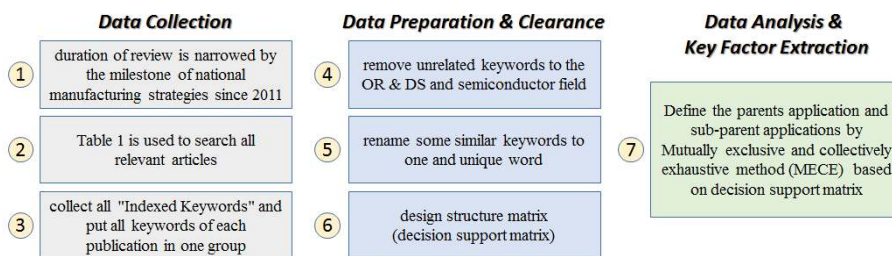 Data Collection
1
duration of review is narrowed by
the milestone of national
manufacturing strategies since 2011
2
Table 1 is used to search all
relevant articles
3
collect all "Indexed Keywords" and
put all keywords of each
publication in one group
Data Preparation & Clearance
4
remove unrelated keywords to the
OR & DS and semiconductor field
5
rename some similar keywords to
one and unique word
6
design structure matrix
(decision support matrix)
Data Analysis &
Key Factor Extraction
7
Define the parents application and
sub-parent applications by
Mutually exclusive and collectively
exhaustive method (MECE) based
on decision support matrix